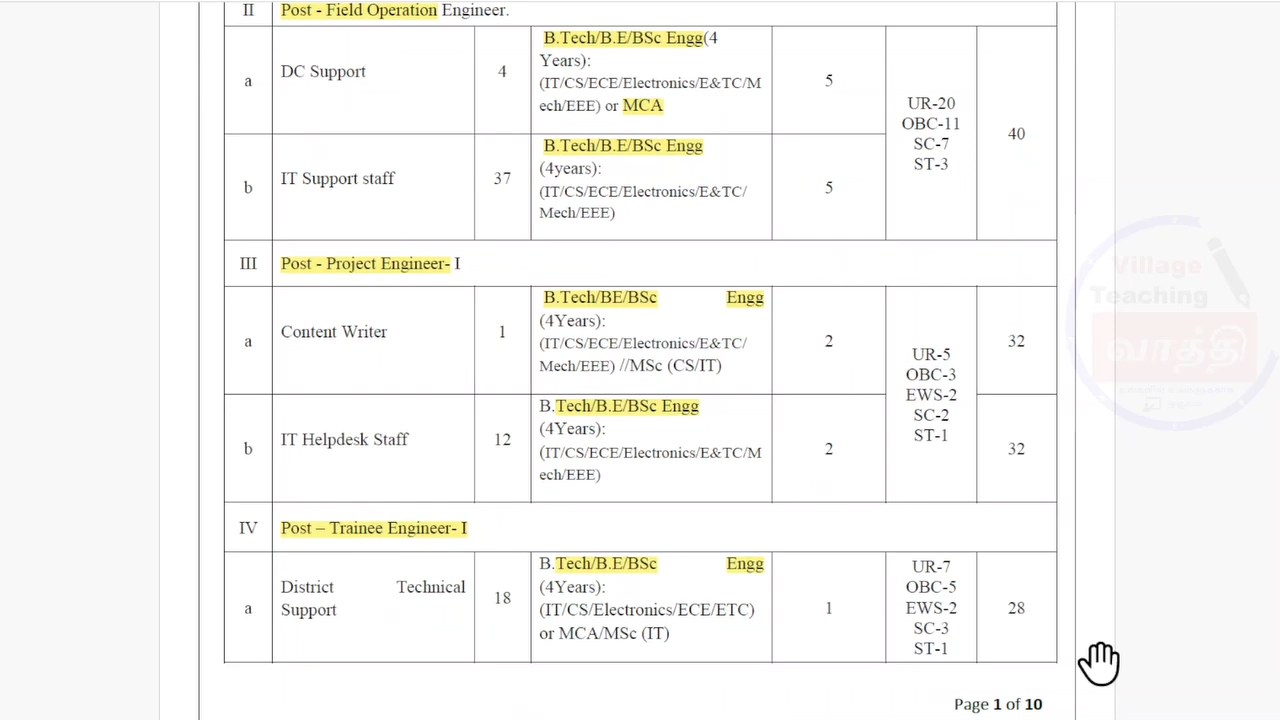 II Post - Field Operation Engineer.
a DC Support 4 B.Tech/B.E/BSc Engg(4
Years):
(IT/CS/ECE/Electronics/E&TC/M
ech/EEE) or MCA
5
UR-20
OBC-11
SC-7
ST-3
40
b IT Support staff 37 B.Tech/B.E/BSc Engg
(4years):
(IT/CS/ECE/Electronics/E&TC/
Mech/EEE)
5
III Post - Project Engineer- I
a Content Writer 1 B.Tech/BE/BSc Engg
(4Years):
(IT/CS/ECE/Electronics/E&TC/
Mech/EEE) //MSc (CS/IT)
2
UR-5
OBC-3
EWS-2
SC-2
ST-1
32
b IT Helpdesk Staff 12 B.Tech/B.E/BSc Engg
(4Years):
(IT/CS/ECE/Electronics/E&TC/M
ech/EEE)
2
32
IV Post – Trainee Engineer- I
a District Technical
Support
18
B.Tech/B.E/BSc Engg
(4Years):
(IT/CS/Electronics/ECE/ETC)
or MCA/MSc (IT)
1
UR-7
OBC-5
EWS-2
SC-3
ST-1
28
Page 1 of 10
Village
Teaching
வாத்தி